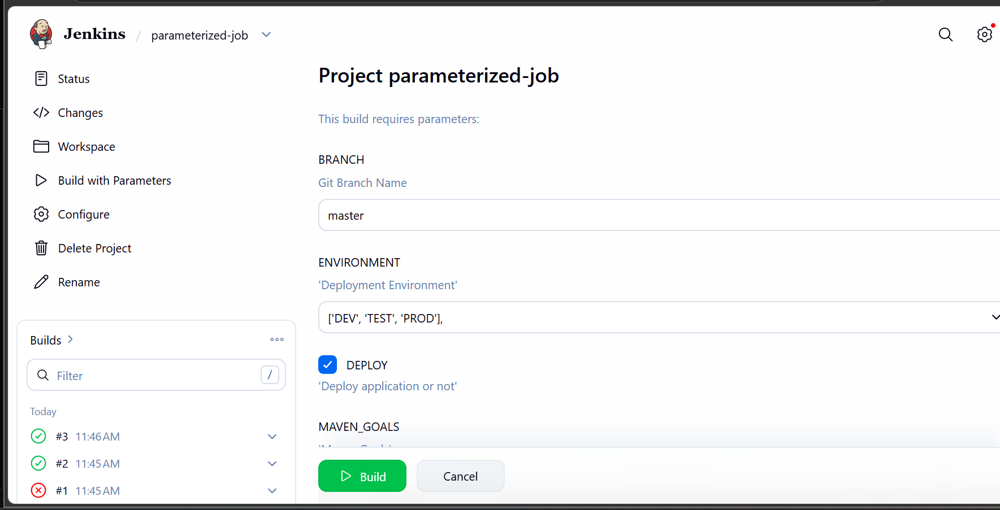 Jenkins / parameterized-job
Status
Changes
Workspace
Build with Parameters
Configure
Delete Project
Rename
Builds
Filter /
Today
#3 11:46 AM
#2 11:45 AM
#1 11:45 AM
Project parameterized-job
This build requires parameters:
BRANCH
Git Branch Name
master
ENVIRONMENT
'Deployment Environment'
['DEV', 'TEST', 'PROD'],
DEPLOY
'Deploy application or not'
MAVEN_GOALS
Build
Cancel